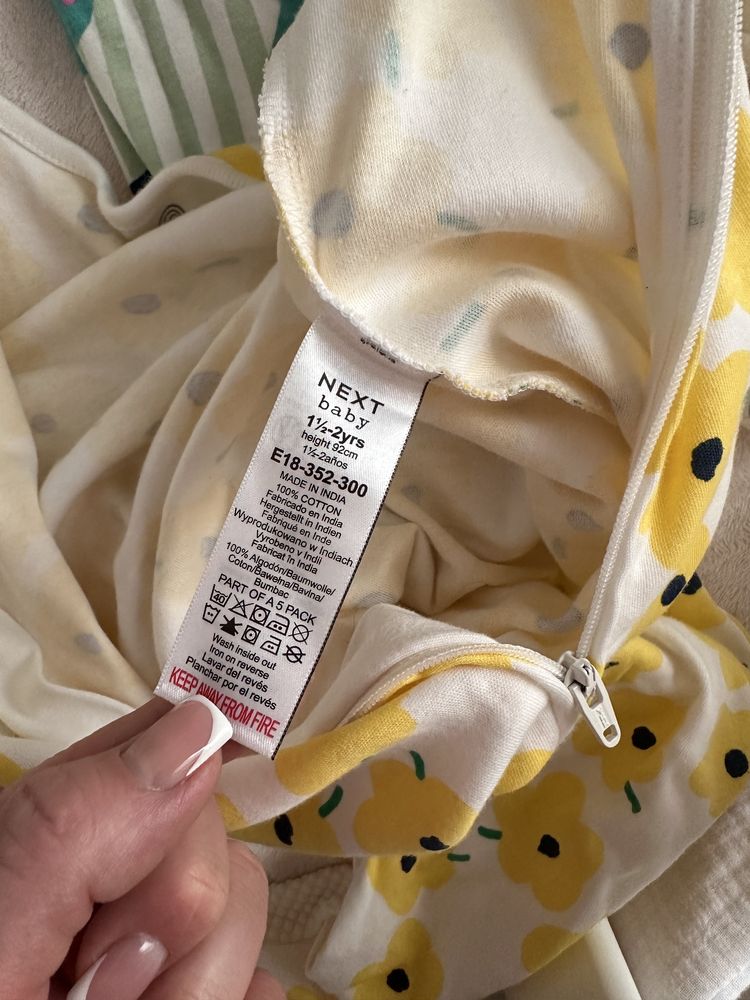 NEXT
baby
1½-2yrs
height 92cm
1½-2años
E18-352-300
MADE IN INDIA
100% COTTON
Fabricado en India
Hergestellt in Indien
Fabriqué en Inde
Wyprodukowano w Indiach
Vyrobeno v Indii
Fabricat în India
100% Algodón/Baumwolle/
Coton/Bawełna/Bavlna/
Bumbac
PART OF A 5 PACK
40
Wash inside out
Iron on reverse
Lavar del revés
Planchar por el revés
KEEP AWAY FROM FIRE